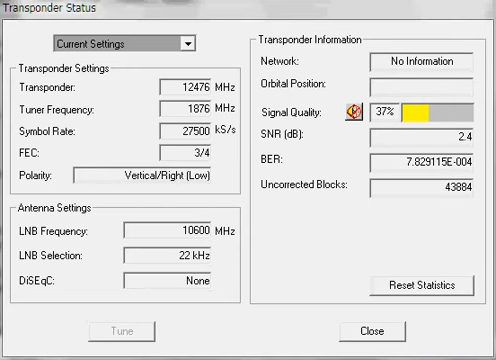 Transponder Status
Current Settings
Transponder Settings
Transponder: 12476 MHz
Tuner Frequency: 1876 MHz
Symbol Rate: 27500 kS/s
FEC: 3/4
Polarity: Vertical/Right (Low)
Antenna Settings
LNB Frequency: 10600 MHz
LNB Selection: 22 kHz
DiSEqC: None
Tune
Transponder Information
Network: No Information
Orbital Position:
Signal Quality: 37%
SNR (dB): 2.4
BER: 7.829115E-004
Uncorrected Blocks: 43884
Reset Statistics
Close